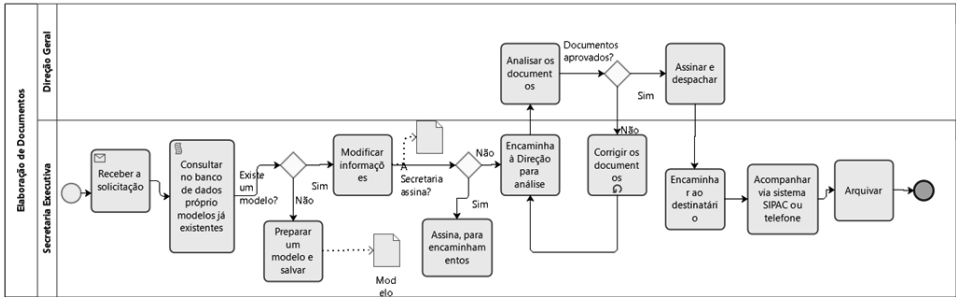 Elaboração de Documentos
Direção Geral
Analisar os
document
os
Documentos
aprovados?
Sim
Assinar e
despachar
Secretaria Executiva
Receber a
solicitação
Consultar
no banco
de dados
próprio
modelos já
existentes
Existe
um
modelo?
Sim
Não
Preparar
um
modelo e
salvar
Mod
elo
Modificar
informaçõ
es
A
Secretaria
assina?
Não
Sim
Assina, para
encaminham
entos
Encaminha
à Direção
para
análise
Não
Corrigir os
document
os
Encaminha
r ao
destinatári
o
Acompanhar
via sistema
SIPAC ou
telefone
Arquivar